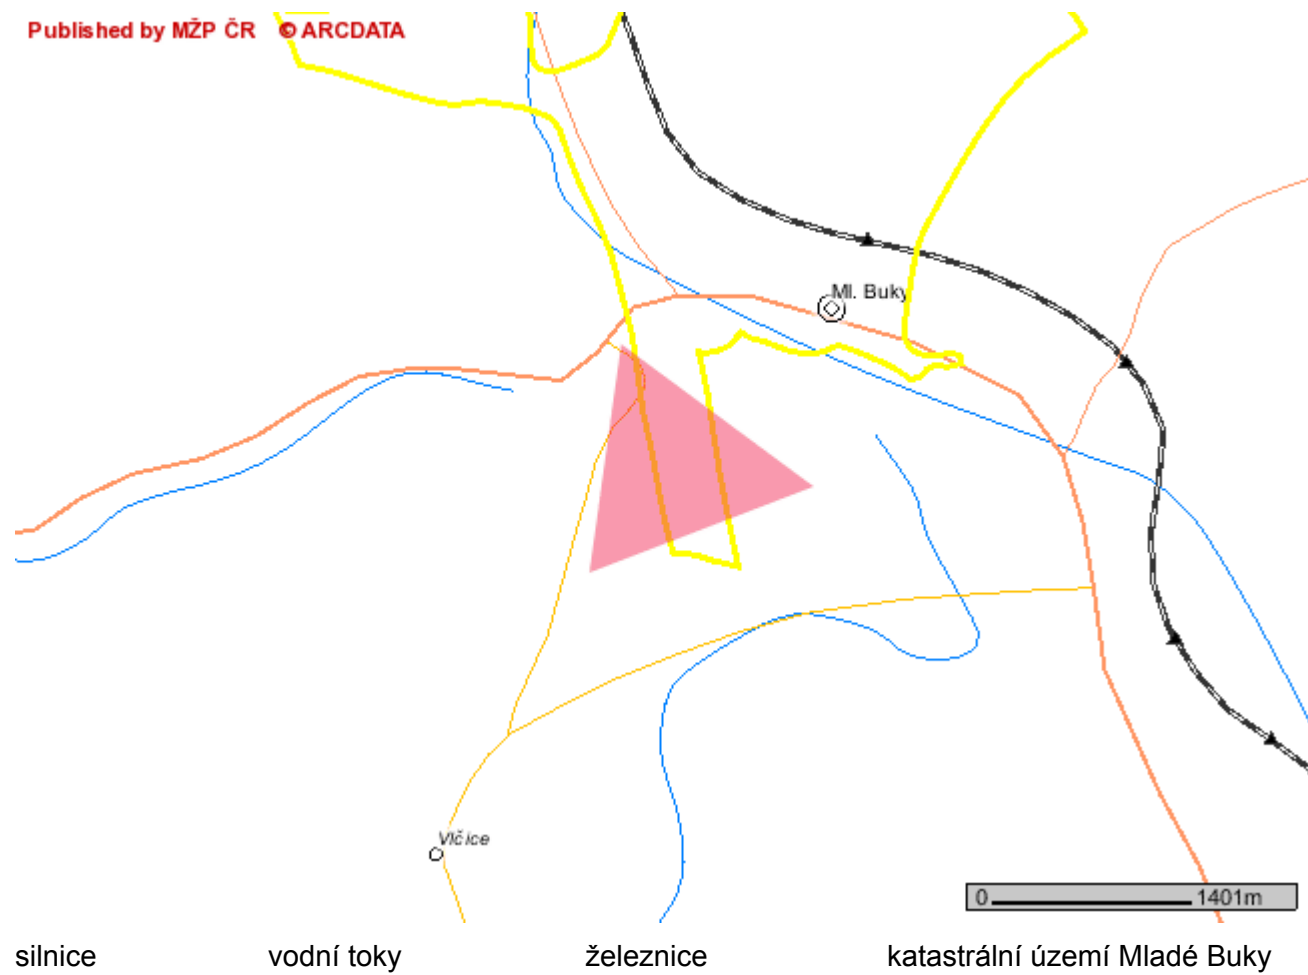 Published by MŽP ČR © ARCDATA
Ml. Buky
Vlčice
0 1401m
silnice vodní toky železnice katastrální území Mladé Buky